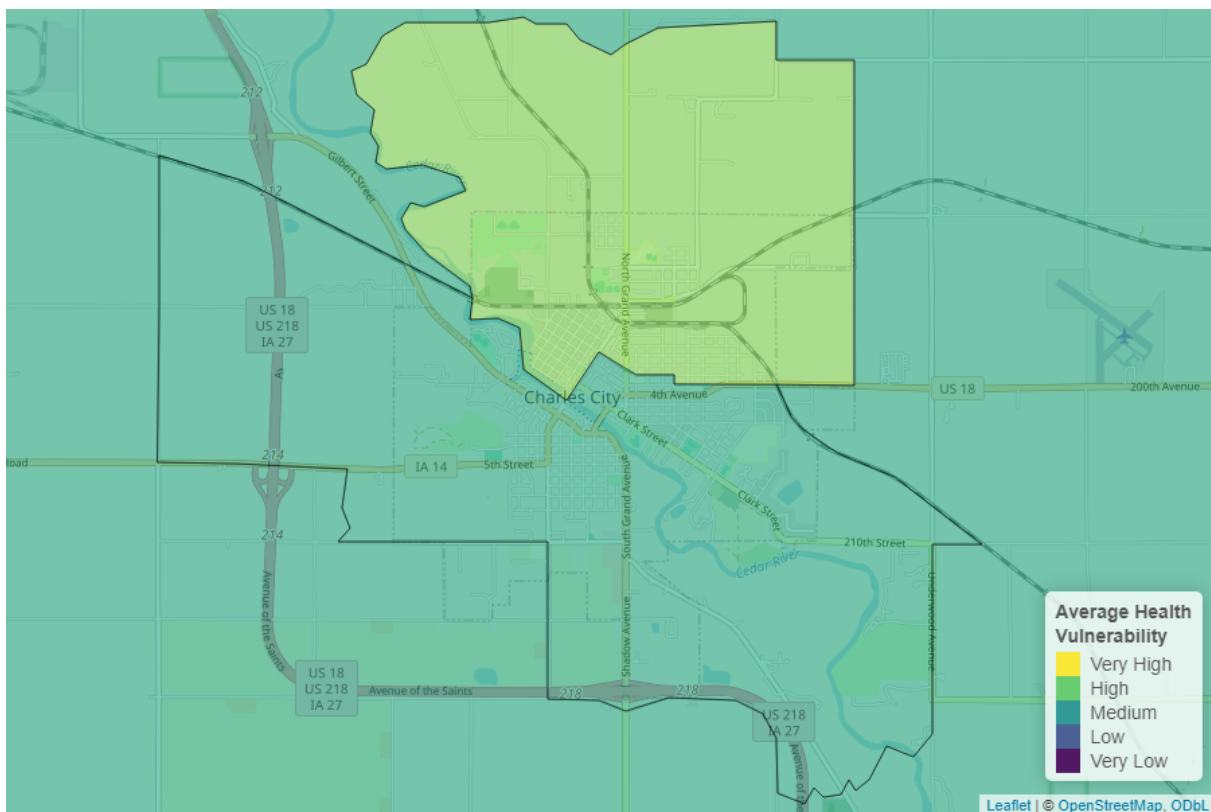 212
Gilbert Street
Cedar River
212
US 18
US 218
IA 27
North Grand Avenue
Charles City
4th Avenue
US 18
200th Avenue
Clark Street
Road
214
IA 14
5th Street
South Grand Avenue
Clark Street
214
210th Street
Cedar River
Avenue of the Saints
Shadow Avenue
Underwood Avenue
US 18
US 218
IA 27
Avenue of the Saints
218
218
US 218
IA 27
Avenue of the
Average Health
Vulnerability
Very High
High
Medium
Low
Very Low
Leaflet | © OpenStreetMap, ODbL